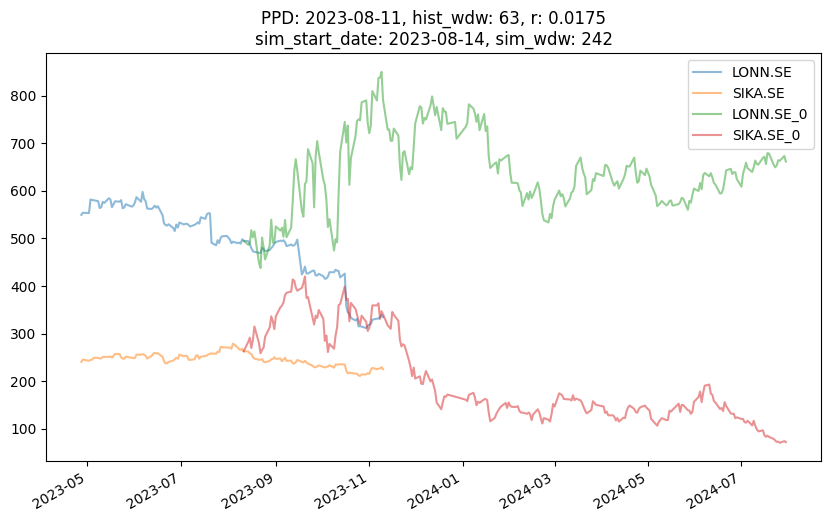 PPD: 2023-08-11, hist_wdw: 63, r: 0.0175
sim_start_date: 2023-08-14, sim_wdw: 242
LONN.SE
SIKA.SE
LONN.SE_0
SIKA.SE_0
800
700
600
500
400
300
200
100
2023-05
2023-07
2023-09
2023-11
2024-01
2024-03
2024-05
2024-07